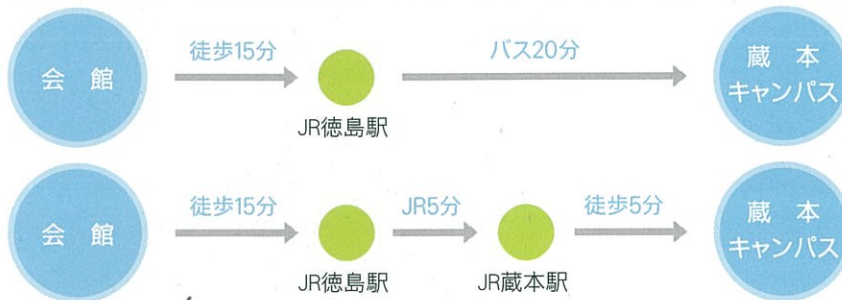 徒歩15分
バス20分
会 館
蔵 本
キャンパス
JR徳島駅
徒歩15分
JR5分
徒歩5分
会 館
蔵 本
キャンパス
JR徳島駅
JR蔵本駅